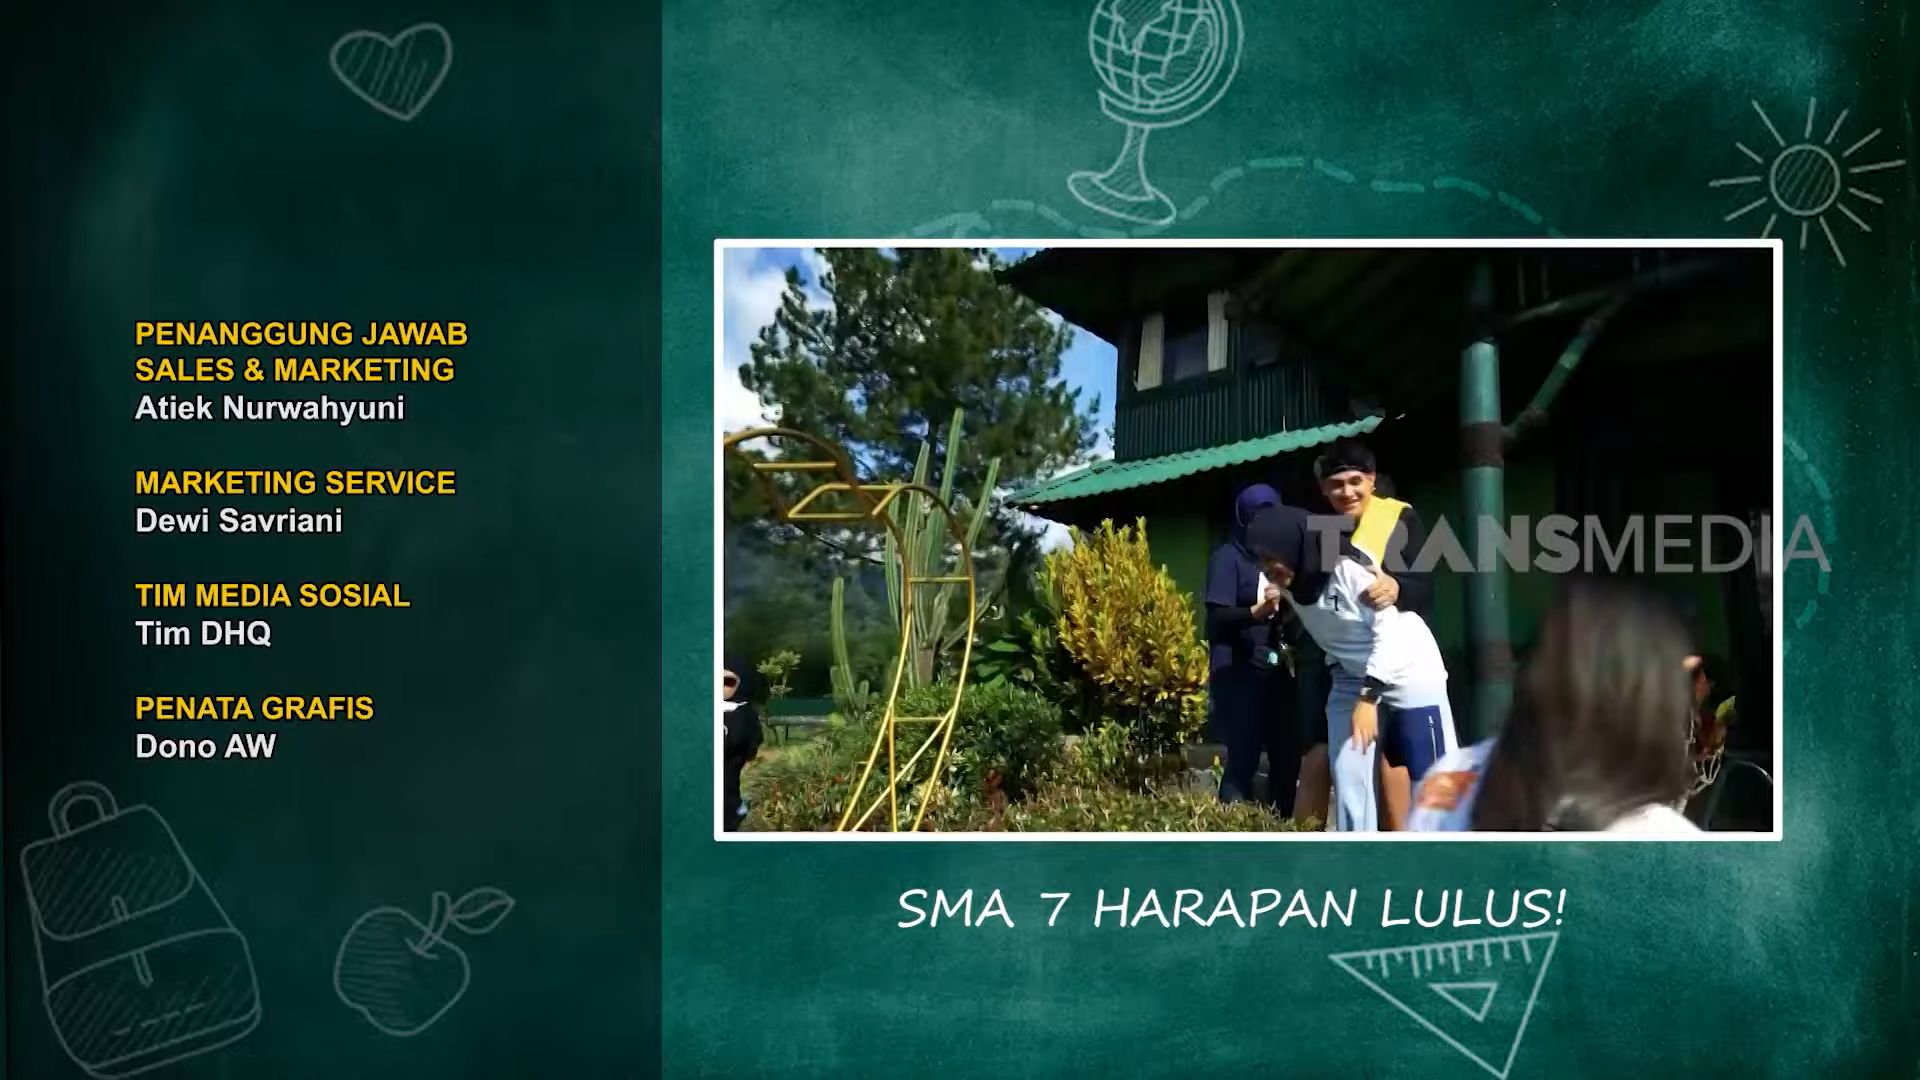 PENANGGUNG JAWAB
SALES & MARKETING
Atiek Nurwahyuni
MARKETING SERVICE
Dewi Savriani
TIM MEDIA SOSIAL
Tim DHQ
PENATA GRAFIS
Dono AW
TRANSMEDIA
SMA 7 HARAPAN LULUS!